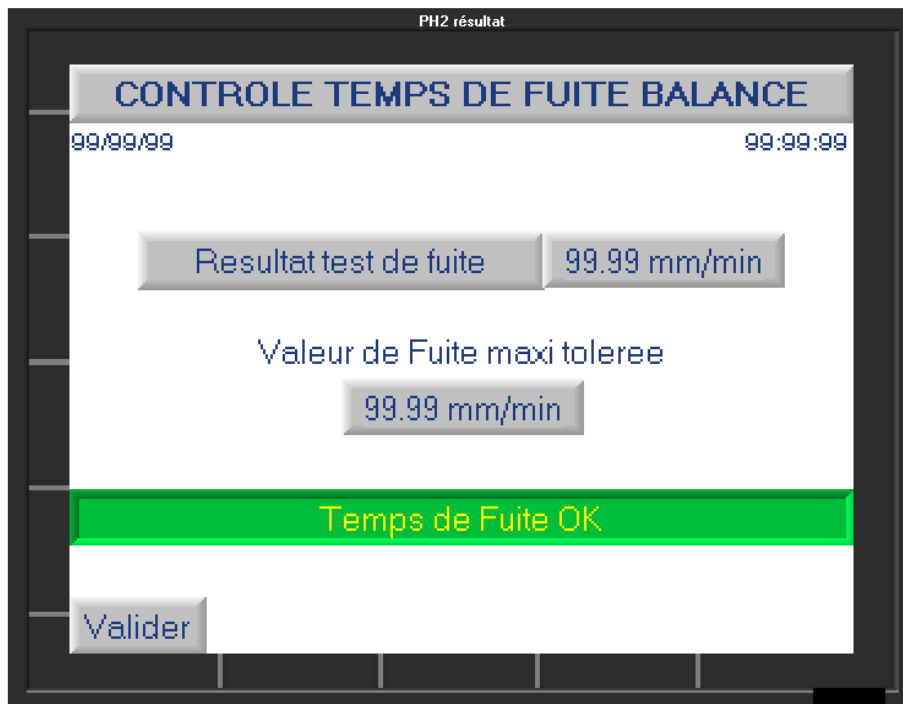 PH2 résultat
CONTROLE TEMPS DE FUITE BALANCE
99/99/99 99:99:99
Resultat test de fuite 99.99 mm/min
Valeur de Fuite maxi toleree
99.99 mm/min
Temps de Fuite OK
Valider